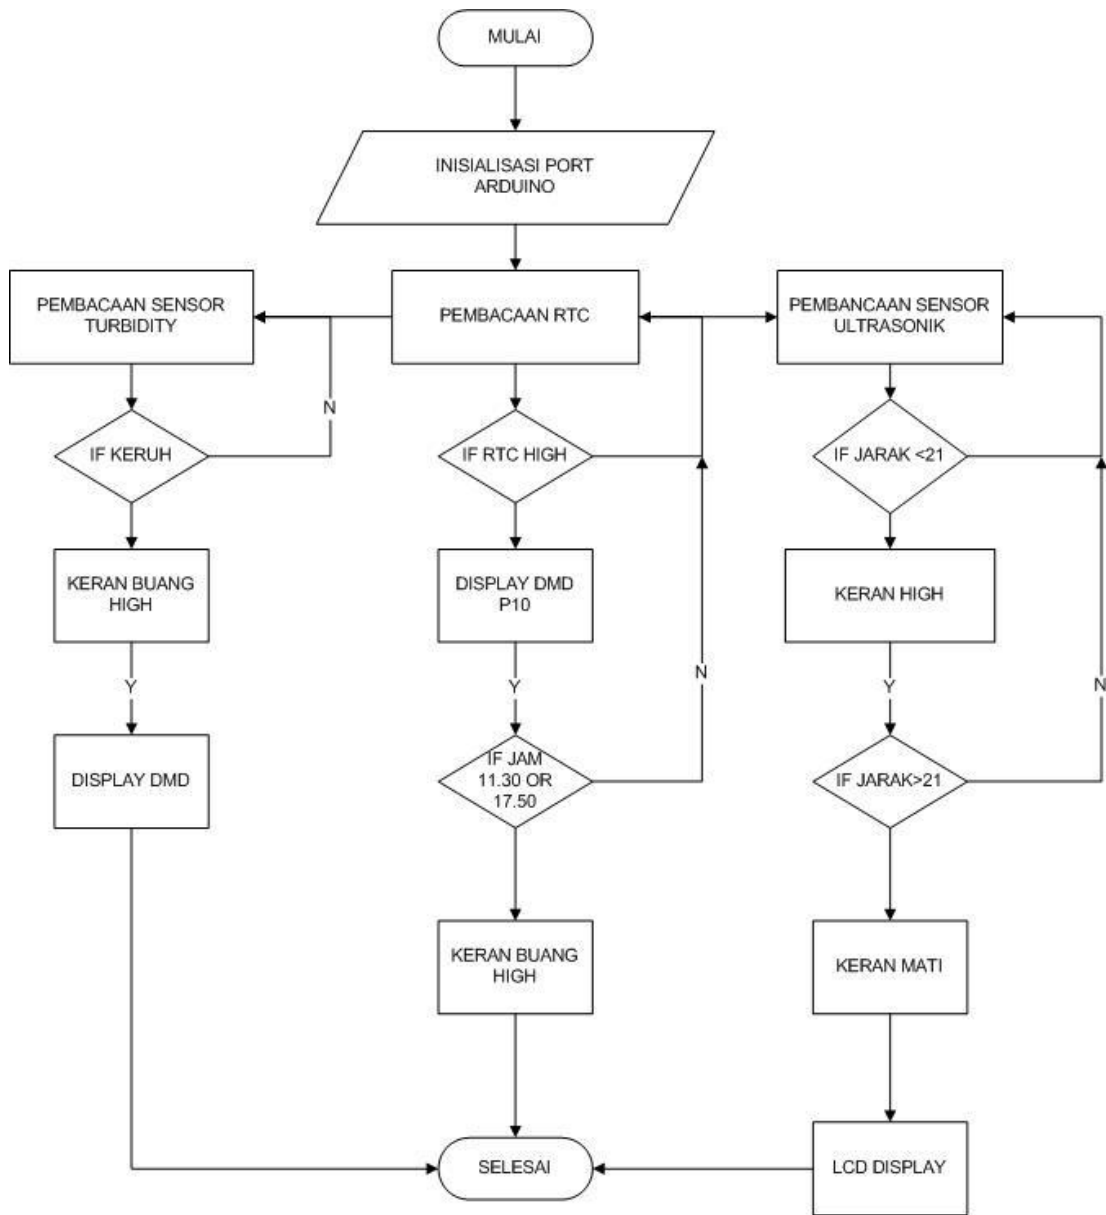 MULAI
INISIALISASI PORT
ARDUINO
PEMBACAAN SENSOR
TURBIDITY
PEMBACAAN RTC
PEMBANCAAN SENSOR
ULTRASONIK
N
IF KERUH
IF RTC HIGH
IF JARAK <21
KERAN BUANG
HIGH
DISPLAY DMD
P10
KERAN HIGH
N
Y
Y
Y
N
DISPLAY DMD
IF JAM
11.30 OR
17.50
IF JARAK>21
KERAN BUANG
HIGH
KERAN MATI
SELESAI
LCD DISPLAY